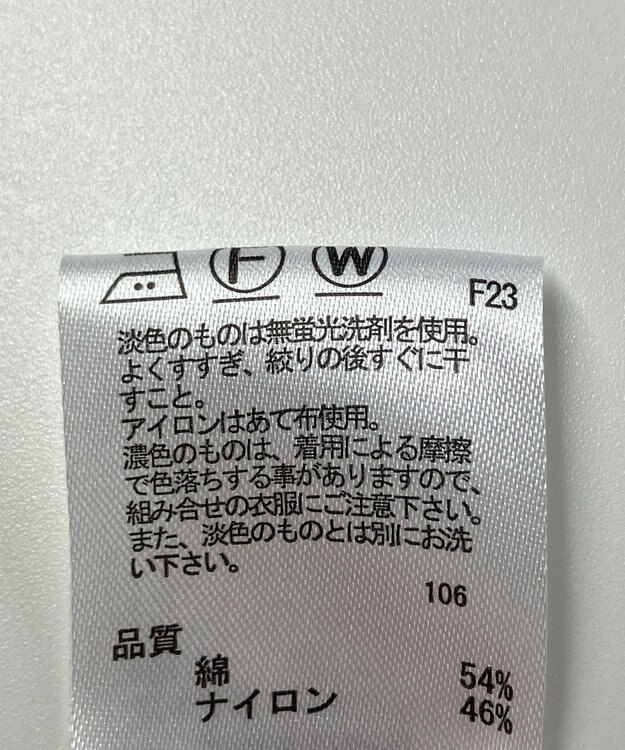 F W
F23
淡色のものは無蛍光洗剤を使用。
よくすすぎ、絞りの後すぐに干
すこと。
アイロンはあて布使用。
濃色のものは、着用による摩擦
で色落ちする事がありますので、
組み合せの衣服にご注意下さい。
また、淡色のものとは別にお洗
い下さい。
106
品質
綿 54%
ナイロン 46%